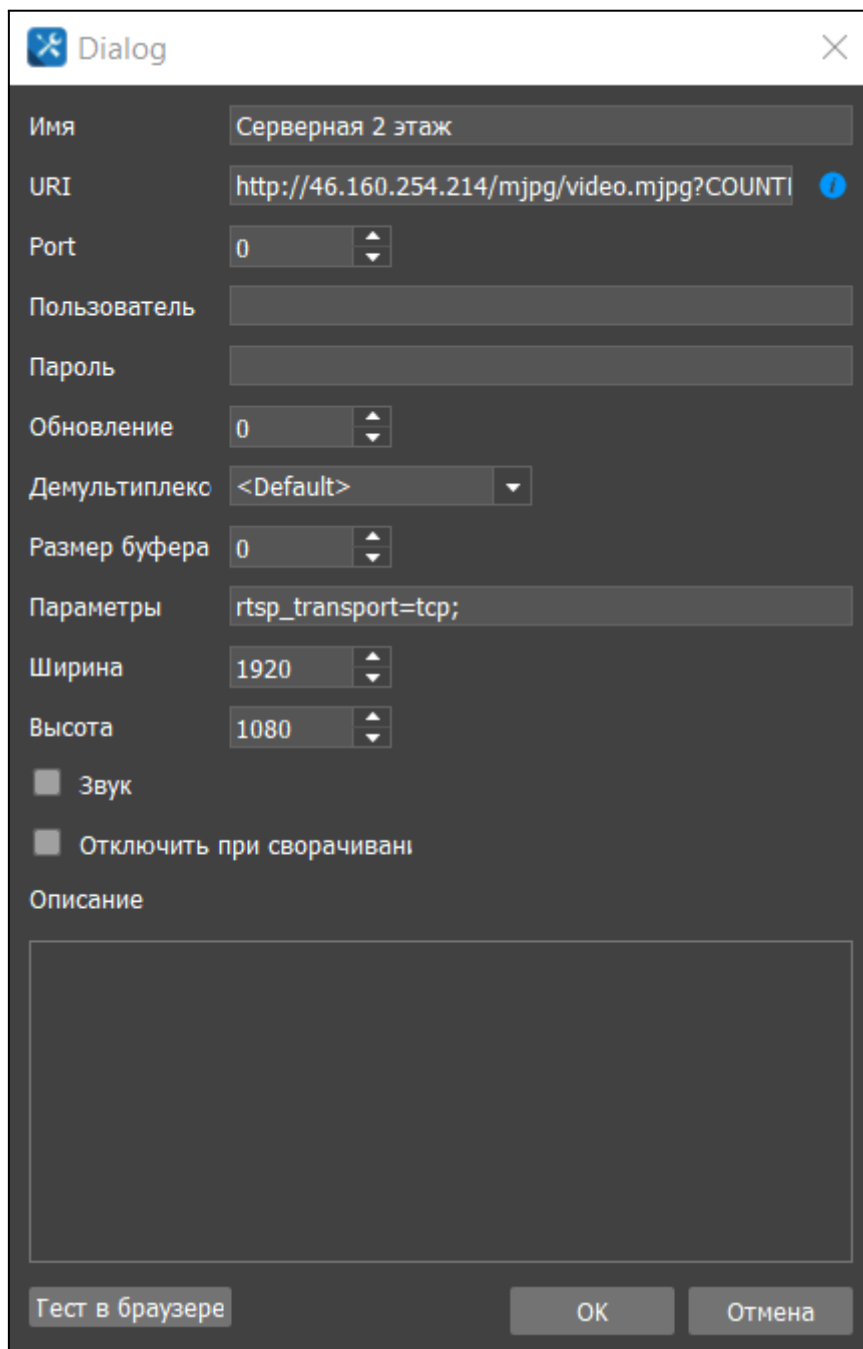 Dialog
Имя Серверная 2 этаж
URI http://46.160.254.214/mjpg/video.mjpg?COUNTI
Port 0
Пользователь
Пароль
Обновление 0
Демультиплексо <Default>
Размер буфера 0
Параметры rtsp_transport=tcp;
Ширина 1920
Высота 1080
Звук
Отключить при сворачивани
Описание
Тест в браузере OK Отмена